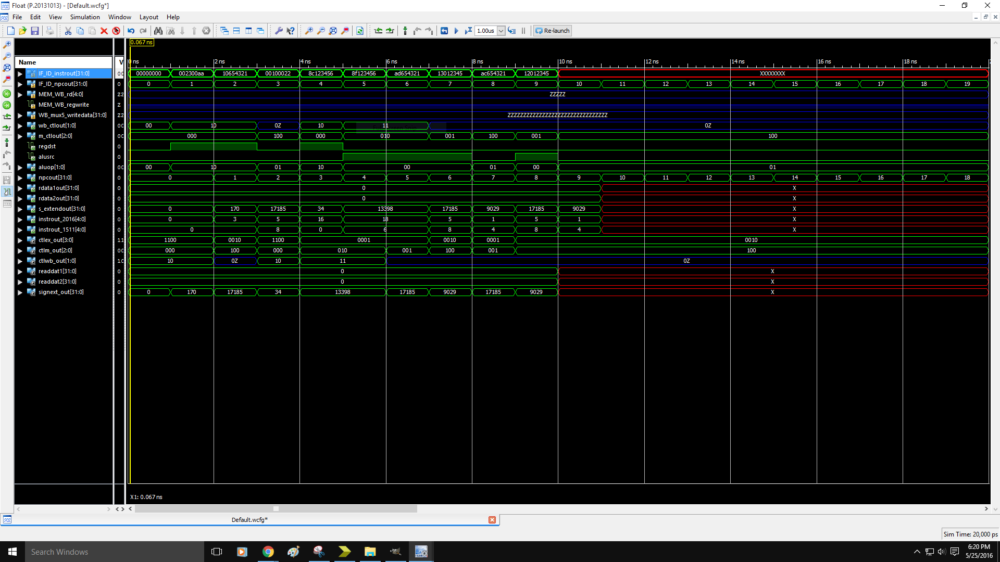 Float (P.20131013) - [Default.wcfg*]
File Edit View Simulation Window Layout Help
1.00us Re-launch
0.067 ns
Name V 0 ns 2 ns 4 ns 6 ns 8 ns 10 ns 12 ns 14 ns 16 ns 18 ns
IF_ID_instrout[31:0] 00 00000000 002300aa 10654321 00100022 8c123456 8f123456 ad654321 13012345 ac654321 12012345 XXXXXXXX
IF_ID_npcout[31:0] 0 0 1 2 3 4 5 6 7 8 9 10 11 12 13 14 15 16 17 18 19
MEM_WB_rd[4:0] ZZ ZZZZZ
MEM_WB_regwrite Z
WB_mux5_writedata[31:0] ZZ ZZZZZZZZZZZZZZZZZZZZZZZZZZZZZZZZ
wb_ctlout[1:0] 00 00 10 0Z 10 11 0Z
m_ctlout[2:0] 00 000 100 000 010 001 100 001 100
regdst 0
alusrc 0
aluop[1:0] 00 00 10 01 10 00 01 00 01
npcout[31:0] 0 0 1 2 3 4 5 6 7 8 9 10 11 12 13 14 15 16 17 18
rdata1out[31:0] 0 0 X
rdata2out[31:0] 0 0 X
s_extendout[31:0] 0 0 170 17185 34 13398 17185 9029 17185 9029 X
instrout_2016[4:0] 0 0 3 5 16 18 5 1 5 1 X
instrout_1511[4:0] 0 0 8 0 6 8 4 8 4 X
ctlex_out[3:0] 11 1100 0010 1100 0001 0010 0001 0010
ctlm_out[2:0] 00 000 100 000 010 001 100 001 100
ctlwb_out[1:0] 10 10 0Z 10 11 0Z
readdat1[31:0] 0 0 X
readdat2[31:0] 0 0 X
signext_out[31:0] 0 0 170 17185 34 13398 17185 9029 17185 9029 X
X1: 0.067 ns
Default.wcfg*
Sim Time: 20,000 ps
Search Windows
6:20 PM
5/25/2016